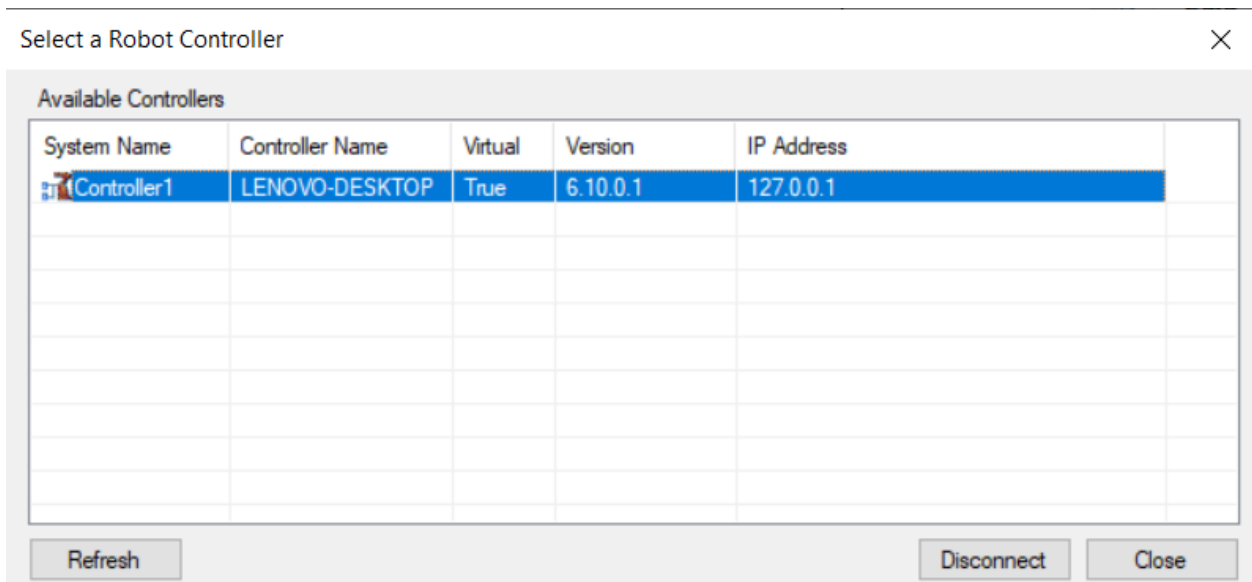 Select a Robot Controller
Available Controllers
System Name Controller Name Virtual Version IP Address
Controller1 LENOVO-DESKTOP True 6.10.0.1 127.0.0.1
Refresh Disconnect Close